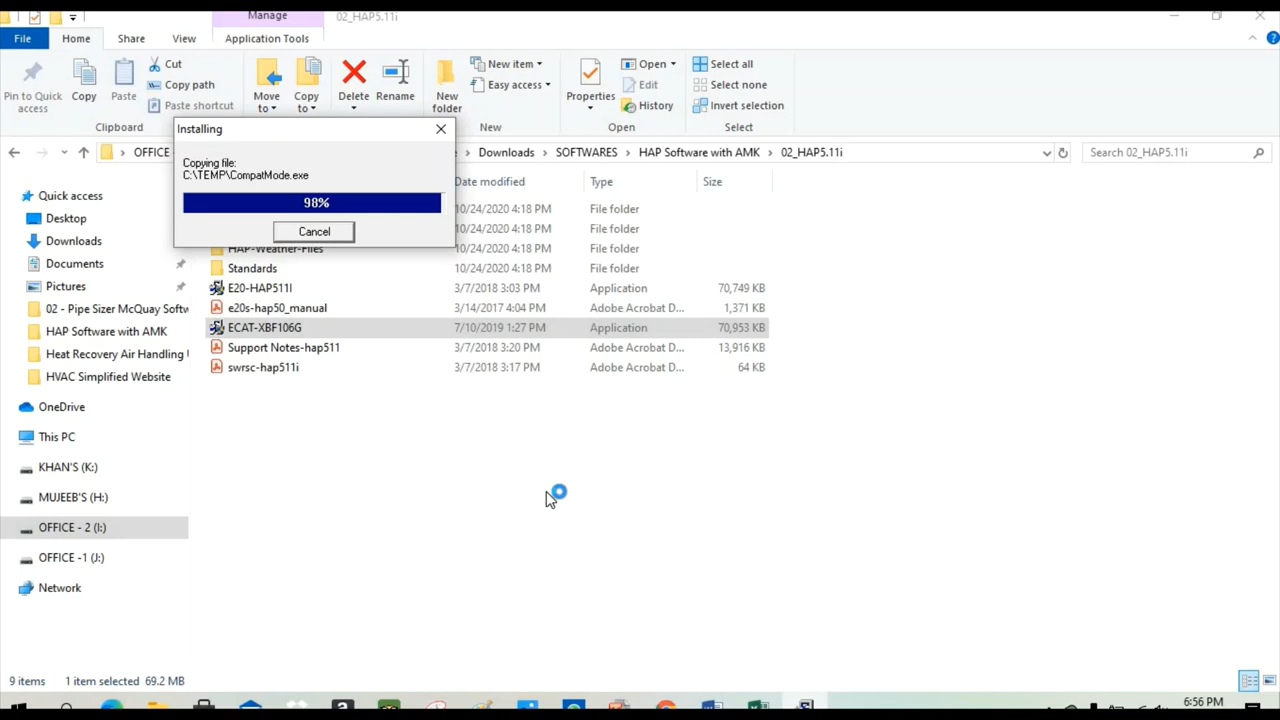 Manage
02_HAP5.11i
File
Home
Share
View
Application Tools
Pin to Quick access
Copy
Paste
Cut
Copy path
Paste shortcut
Clipboard
Move to
Copy to
Delete
Rename
New folder
New item
Easy access
New
Properties
Open
Edit
History
Open
Select all
Select none
Invert selection
Select
Installing
Copying file:
C:\TEMP\CompatMode.exe
98%
Cancel
OFFICE
Downloads
SOFTWARES
HAP Software with AMK
02_HAP5.11i
Search 02_HAP5.11i
Date modified
Type
Size
10/24/2020 4:18 PM File folder
10/24/2020 4:18 PM File folder
HAP-Weather-Files 10/24/2020 4:18 PM File folder
Standards 10/24/2020 4:18 PM File folder
E20-HAP511I 3/7/2018 3:03 PM Application 70,749 KB
e20s-hap50_manual 3/14/2017 4:04 PM Adobe Acrobat D... 1,371 KB
ECAT-XBF106G 7/10/2019 1:27 PM Application 70,953 KB
Support Notes-hap511 3/7/2018 3:20 PM Adobe Acrobat D... 13,916 KB
swrsc-hap511i 3/7/2018 3:17 PM Adobe Acrobat D... 64 KB
Quick access
Desktop
Downloads
Documents
Pictures
02 - Pipe Sizer McQuay Softw
HAP Software with AMK
Heat Recovery Air Handling
HVAC Simplified Website
OneDrive
This PC
KHAN'S (K:)
MUJEEB'S (H:)
OFFICE - 2 (I:)
OFFICE -1 (J:)
Network
9 items 1 item selected 69.2 MB
6:56 PM